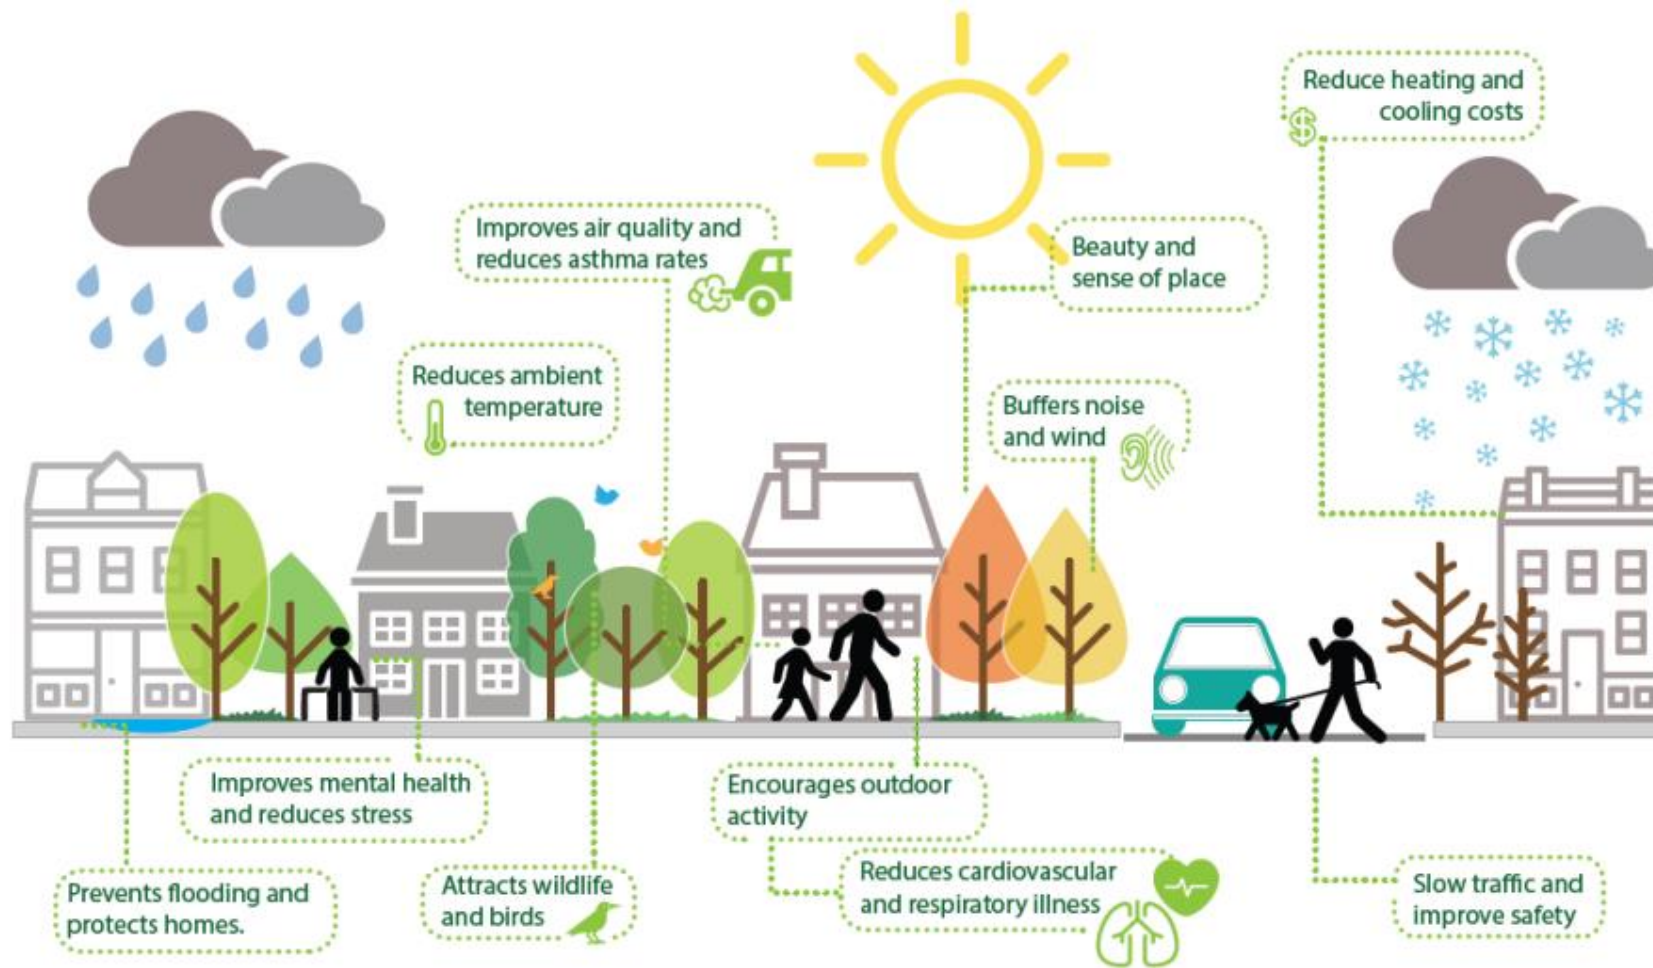 Reduce heating and
cooling costs
$
Improves air quality and
reduces asthma rates
Beauty and
sense of place
Reduces ambient
temperature
Buffers noise
and wind
Improves mental health
and reduces stress
Encourages outdoor
activity
Prevents flooding and
protects homes.
Attracts wildlife
and birds
Reduces cardiovascular
and respiratory illness
Slow traffic and
improve safety